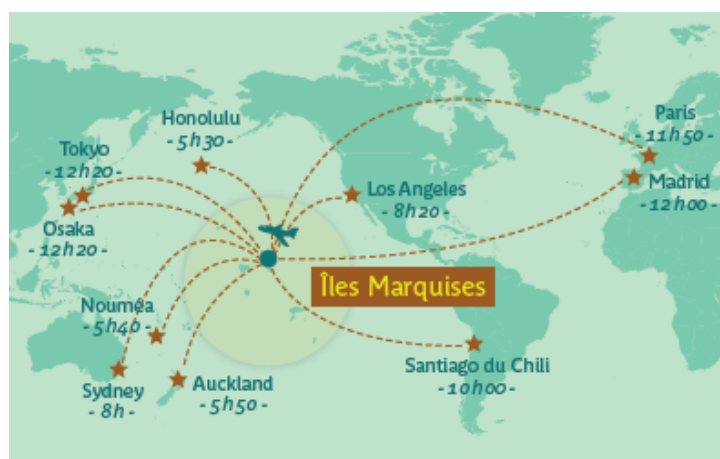 Honolulu
- 5h30 -
Paris
- 11h50 -
Tokyo
- 12h20 -
Madrid
- 12h00 -
Los Angeles
- 8h20 -
Osaka
- 12h20 -
Îles Marquises
Nouméa
- 5h40 -
Santiago du Chili
- 10h00 -
Sydney
- 8h -
Auckland
- 5h50 -